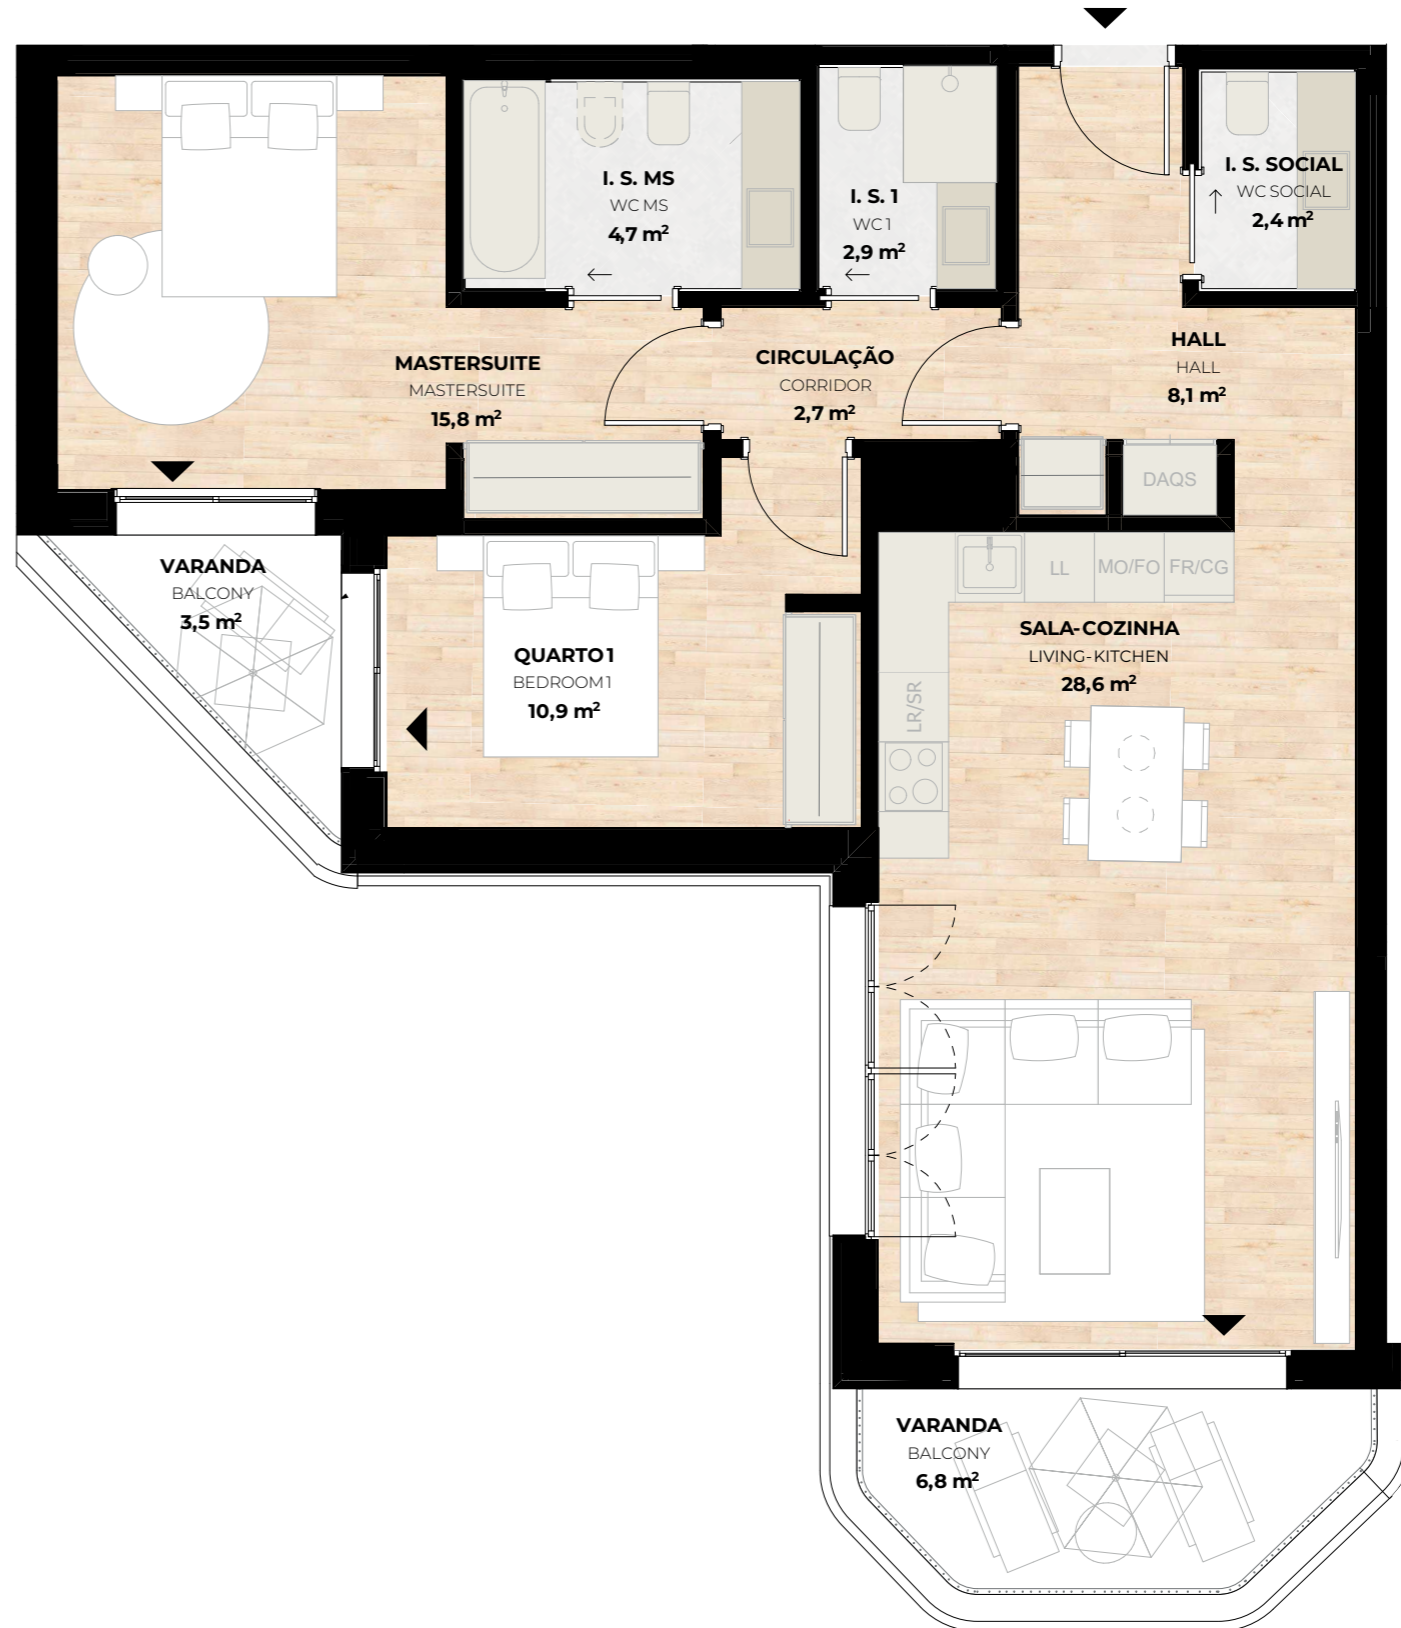 I. S. MS
WC MS
4,7 m²
I. S. 1
WC 1
2,9 m²
I. S. SOCIAL
WC SOCIAL
2,4 m²
MASTERSUITE
MASTERSUITE
15,8 m²
CIRCULAÇÃO
CORRIDOR
2,7 m²
HALL
HALL
8,1 m²
DAQS
VARANDA
BALCONY
3,5 m²
LL
MO/FO
FR/CG
QUARTO 1
BEDROOM 1
10,9 m²
SALA-COZINHA
LIVING-KITCHEN
28,6 m²
LR/SR
VARANDA
BALCONY
6,8 m²